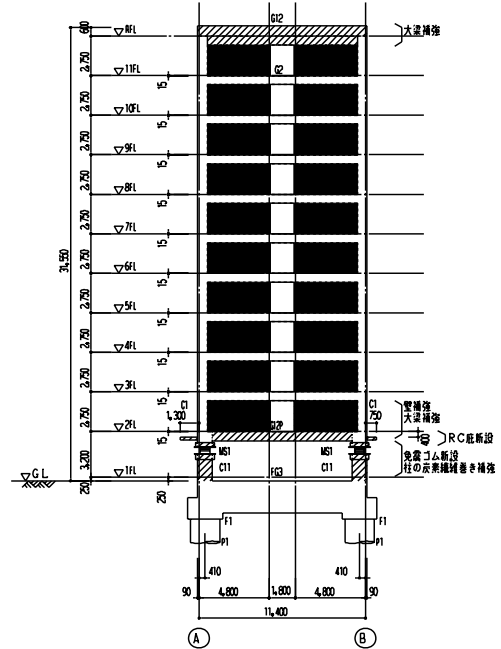 G12
600
RFL
大梁補強
2,750
11FL
G2
15
2,750
10FL
15
2,750
9FL
15
2,750
8FL
15
2,750
7FL
15
31,550
2,750
6FL
15
2,750
5FL
15
2,750
4FL
15
2,750
3FL
15
C1
1,300
C1
750
壁補強
大梁補強
2,750
2FL
G12P
15
RC庇新設
MS1
MS1
免震ゴム新設
柱の炭素繊維巻き補強
3,200
C11
C11
GL
1FL
FG3
250
250
F1
F1
P1
P1
410
410
90
4,800
1,800
4,800
90
11,400
A
B